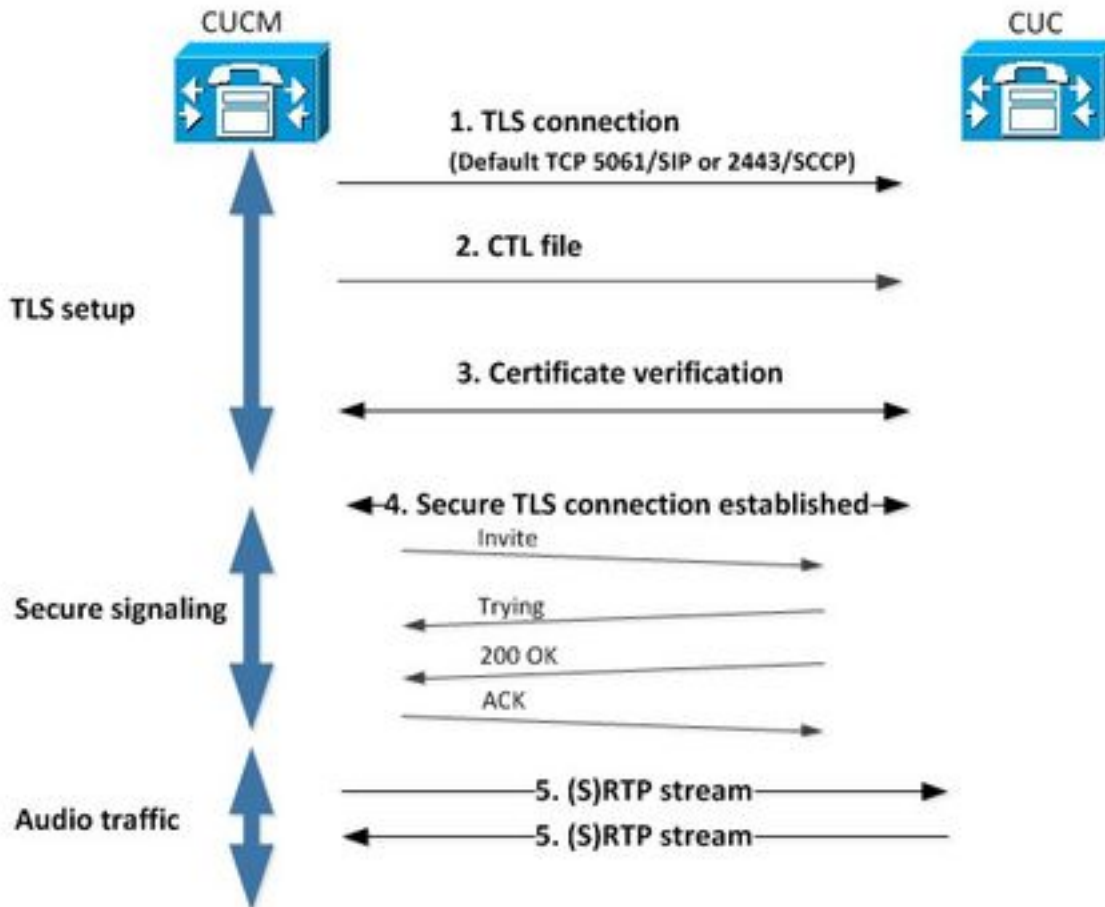 CUCM
CUC
1. TLS connection
(Default TCP 5061/SIP or 2443/SCCP)
2. CTL file
TLS setup
3. Certificate verification
4. Secure TLS connection established
Invite
Secure signaling
Trying
200 OK
ACK
5. (S)RTP stream
Audio traffic
5. (S)RTP stream